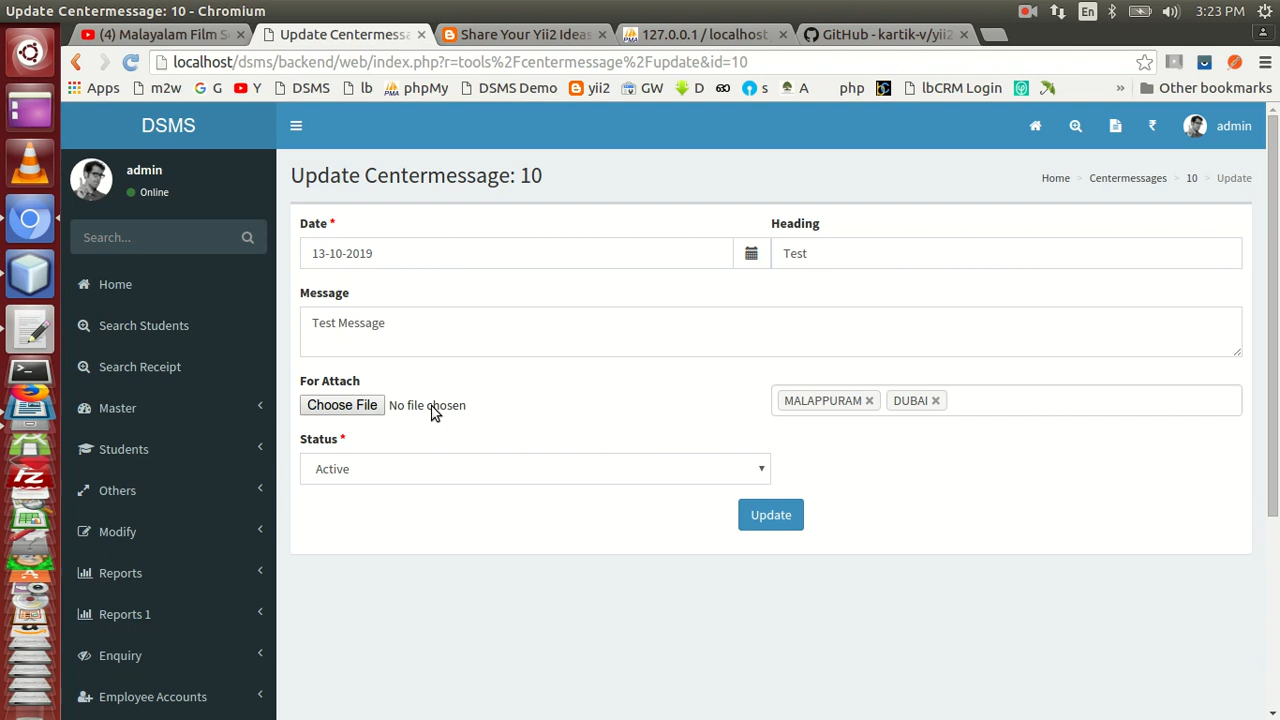 Update Centermessage: 10 - Chromium
En
3:23 PM
(4) Malayalam Film S
Update Centermess
Share Your Yii2 Ideas
127.0.0.1 / localhost
GitHub - kartik-v/yii2
localhost/dsms/backend/web/index.php?r=tools%2Fcentermessage%2Fupdate&id=10
Apps
m2w
G
Y
DSMS
lb
phpMy
DSMS Demo
yii2
GW
D
s
A
php
lbCRM Login
»
Other bookmarks
DSMS
admin
admin
Online
Search...
Home
Search Students
Search Receipt
Master
Students
Others
Modify
Reports
Reports 1
Enquiry
Employee Accounts
Update Centermessage: 10
Home > Centermessages > 10 > Update
Date *
Heading
13-10-2019
Test
Message
Test Message
For Attach
Choose File No file chosen
MALAPPURAM ×
DUBAI ×
Status *
Active
Update